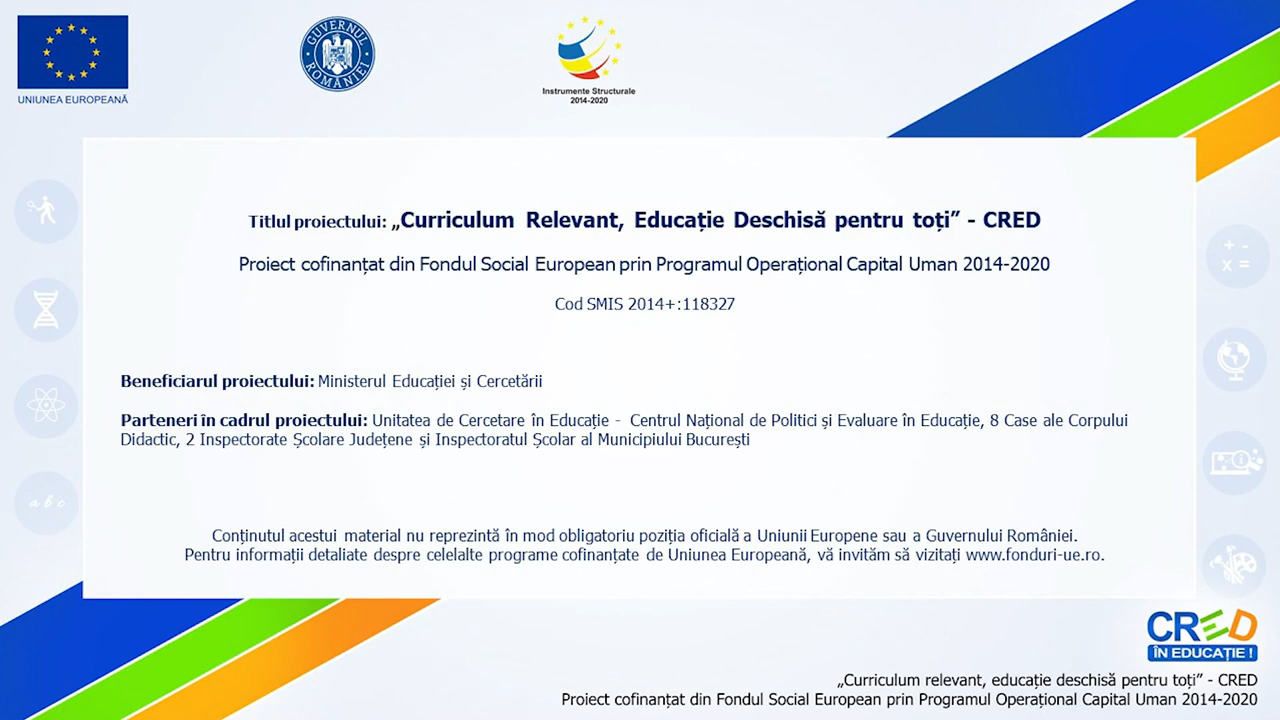 UNIUNEA EUROPEANĂ
GUVERNUL ROMÂNIEI
Instrumente Structurale
2014-2020
Titlul proiectului: „Curriculum Relevant, Educație Deschisă pentru toți” - CRED
Proiect cofinanțat din Fondul Social European prin Programul Operațional Capital Uman 2014-2020
Cod SMIS 2014+:118327
+ -
x =
Beneficiarul proiectului: Ministerul Educației și Cercetării
Parteneri în cadrul proiectului: Unitatea de Cercetare în Educație - Centrul Național de Politici și Evaluare în Educație, 8 Case ale Corpului
Didactic, 2 Inspectorate Școlare Județene și Inspectoratul Școlar al Municipiului București
a b c
Conținutul acestui material nu reprezintă în mod obligatoriu poziția oficială a Uniunii Europene sau a Guvernului României.
Pentru informații detaliate despre celelalte programe cofinanțate de Uniunea Europeană, vă invităm să vizitați www.fonduri-ue.ro.
CRED
ÎN EDUCAȚIE !
„Curriculum relevant, educație deschisă pentru toți” - CRED
Proiect cofinanțat din Fondul Social European prin Programul Operațional Capital Uman 2014-2020